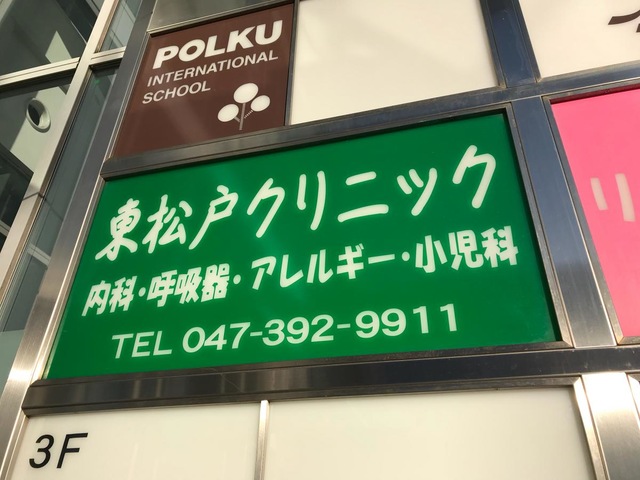 POLKU
INTERNATIONAL
SCHOOL
東松戸クリニック
内科・呼吸器・アレルギー・小児科
TEL 047-392-9911
リ
3F